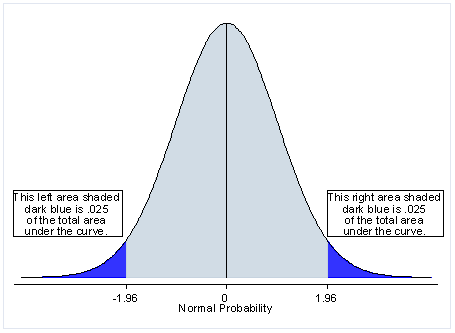 This left area shaded
dark blue is .025
of the total area
under the curve.
This right area shaded
dark blue is .025
of the total area
under the curve.
-1.96 0 1.96
Normal Probability